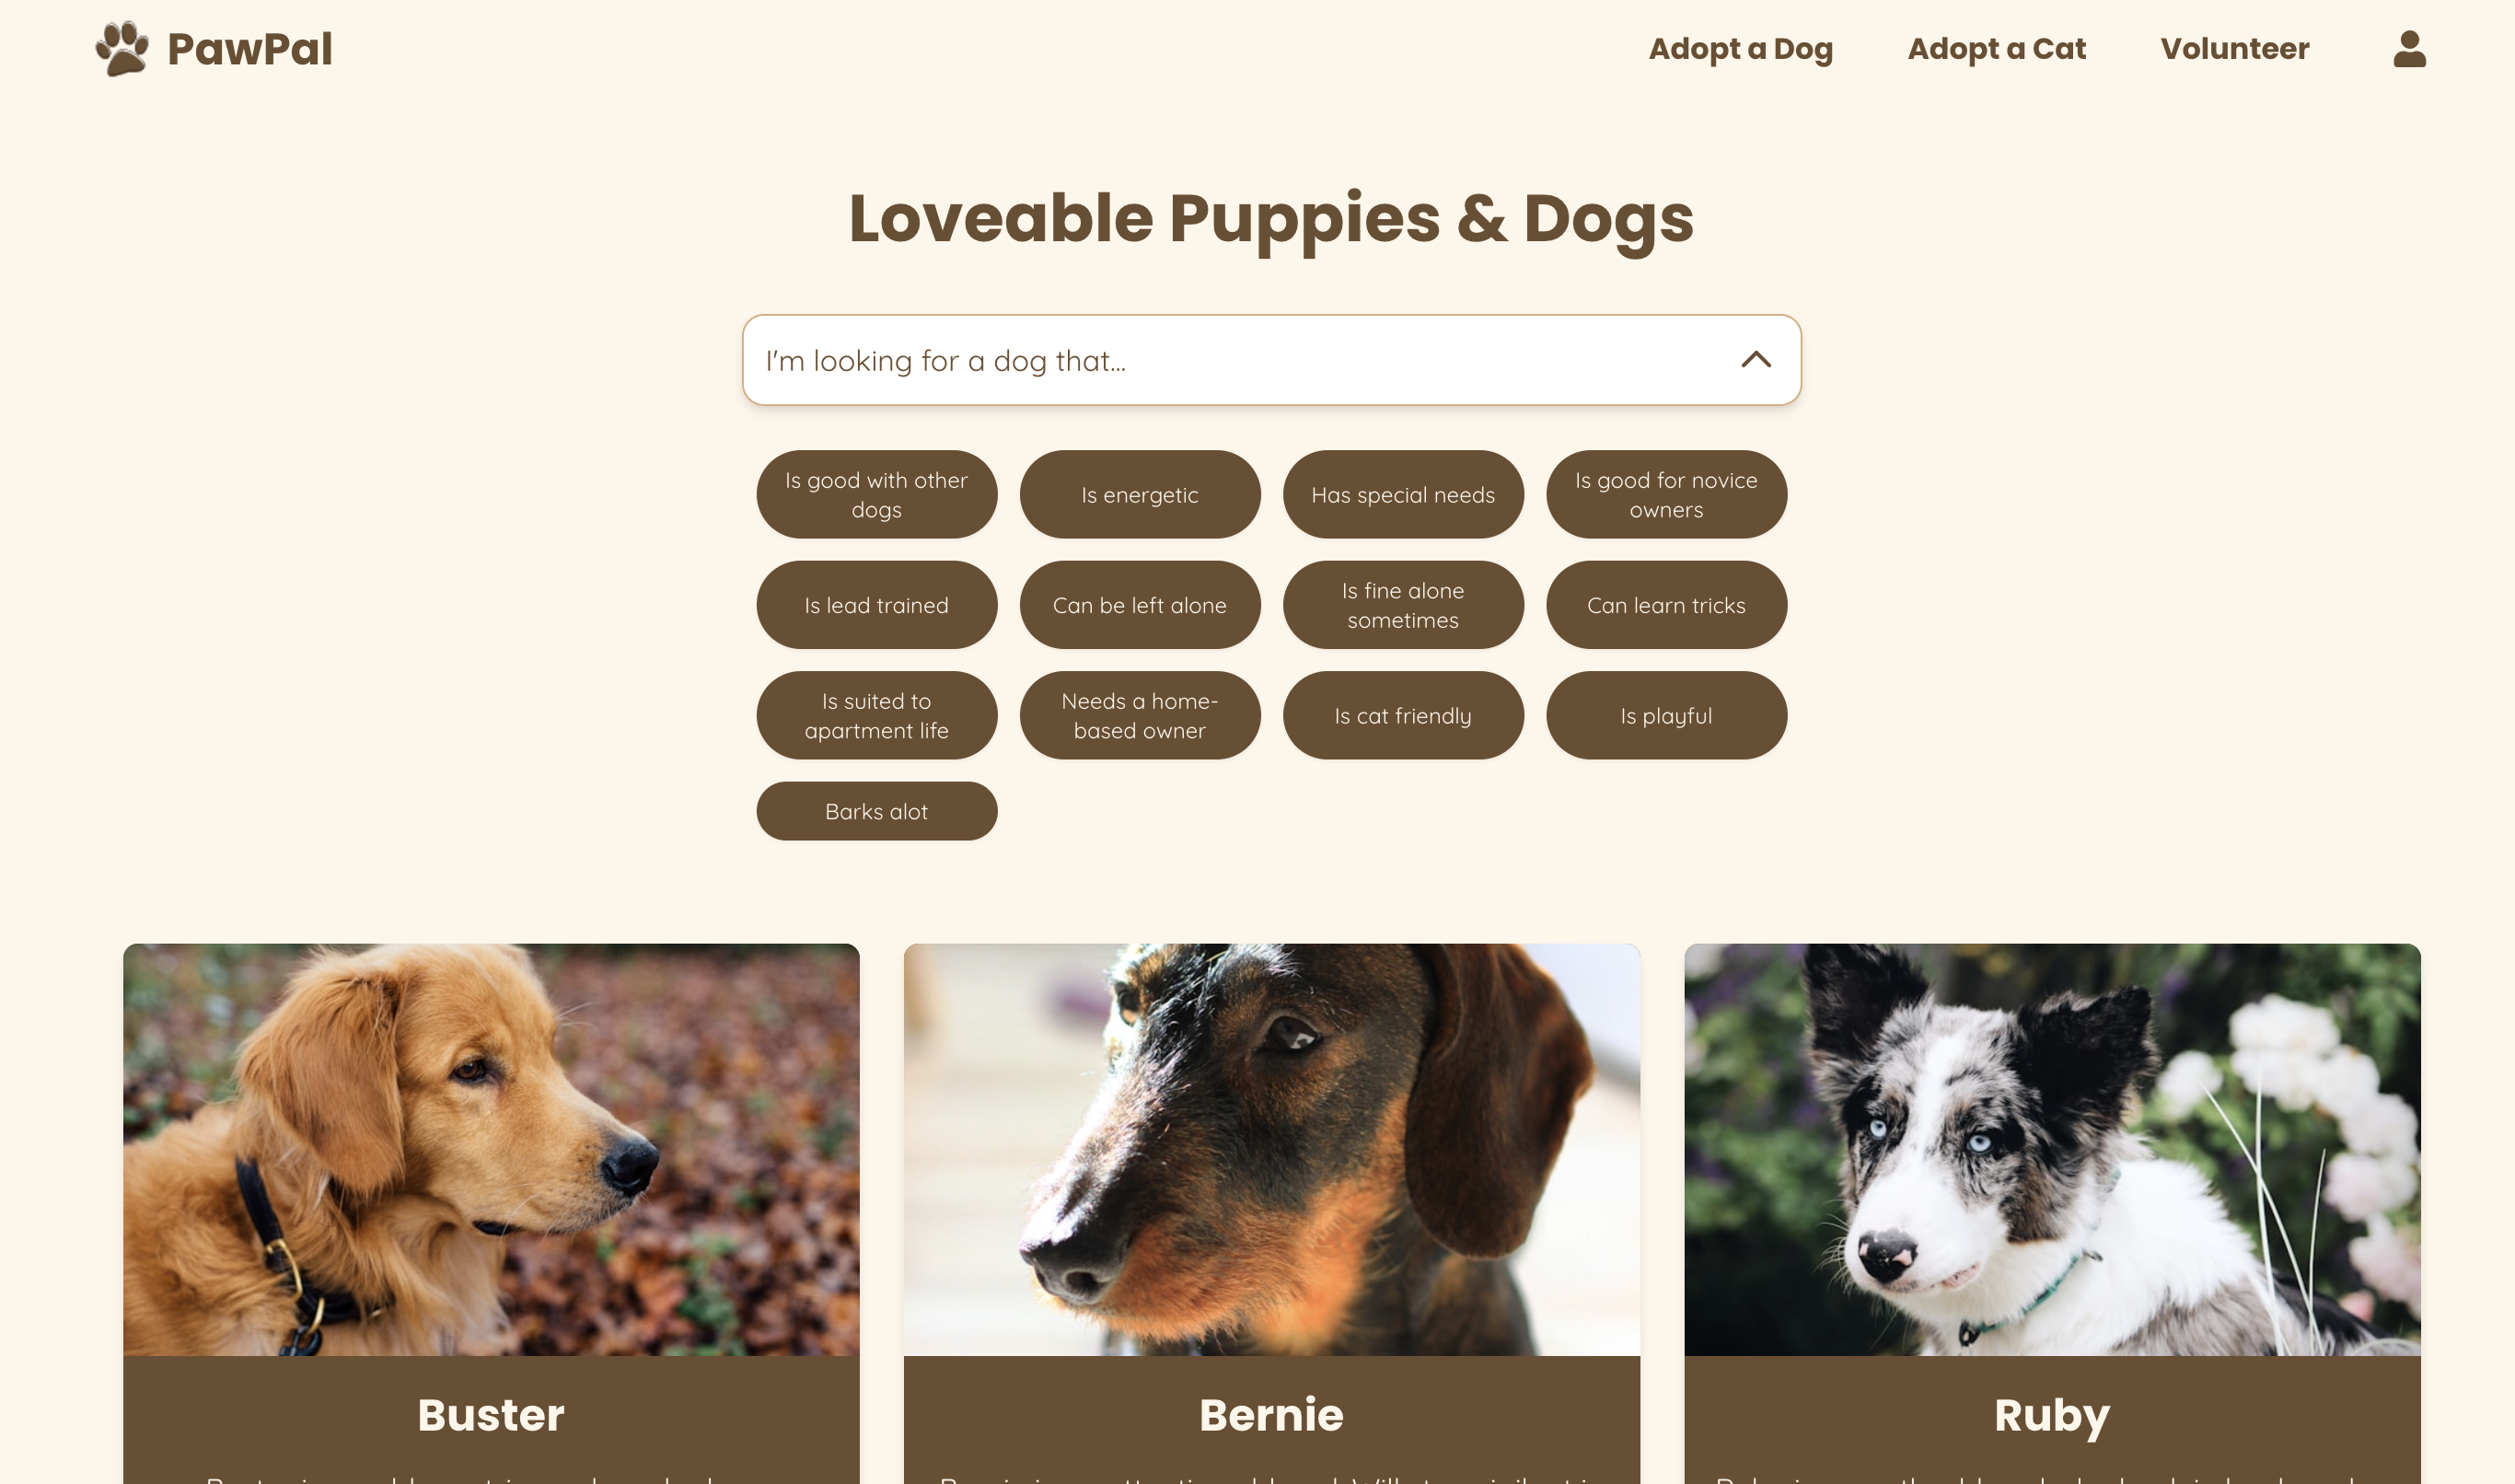 PawPal
Adopt a Dog
Adopt a Cat
Volunteer
Loveable Puppies & Dogs
I'm looking for a dog that...
Is good with other
dogs
Is energetic
Has special needs
Is good for novice
owners
Is lead trained
Can be left alone
Is fine alone
sometimes
Can learn tricks
Is suited to
apartment life
Needs a home-
based owner
Is cat friendly
Is playful
Barks alot
Buster
Bernie
Ruby